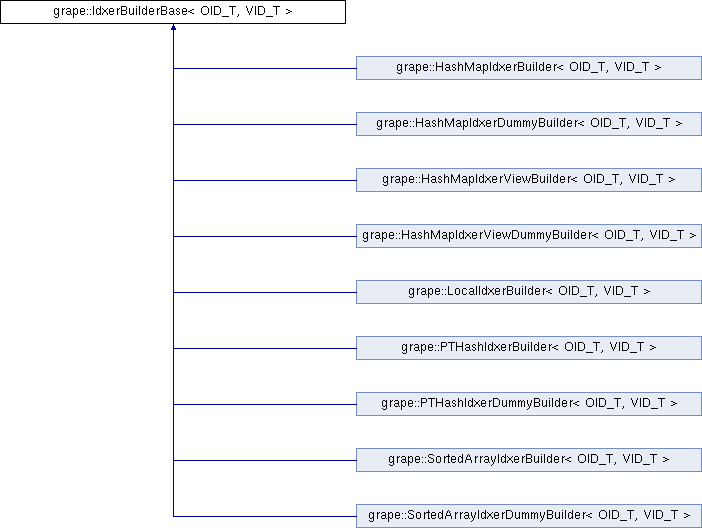 grape::IdxerBuilderBase< OID_T, VID_T >
grape::HashMapIdxerBuilder< OID_T, VID_T >
grape::HashMapIdxerDummyBuilder< OID_T, VID_T >
grape::HashMapIdxerViewBuilder< OID_T, VID_T >
grape::HashMapIdxerViewDummyBuilder< OID_T, VID_T >
grape::LocalIdxerBuilder< OID_T, VID_T >
grape::PTHashIdxerBuilder< OID_T, VID_T >
grape::PTHashIdxerDummyBuilder< OID_T, VID_T >
grape::SortedArrayIdxerBuilder< OID_T, VID_T >
grape::SortedArrayIdxerDummyBuilder< OID_T, VID_T >